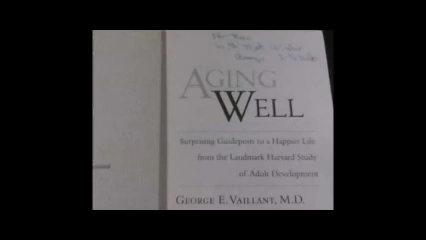 AGING
WELL
Surprising Guideposts to a Happier Life
from the Landmark Harvard Study
of Adult Development
GEORGE E. VAILLANT, M.D.